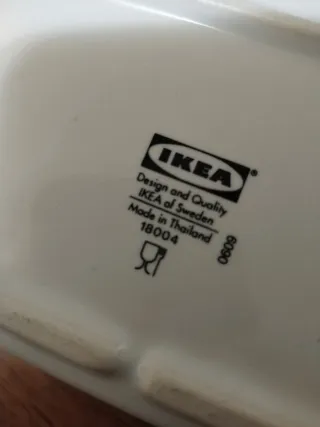 IKEA®
Design and Quality
IKEA of Sweden
Made in Thailand
18004
0609